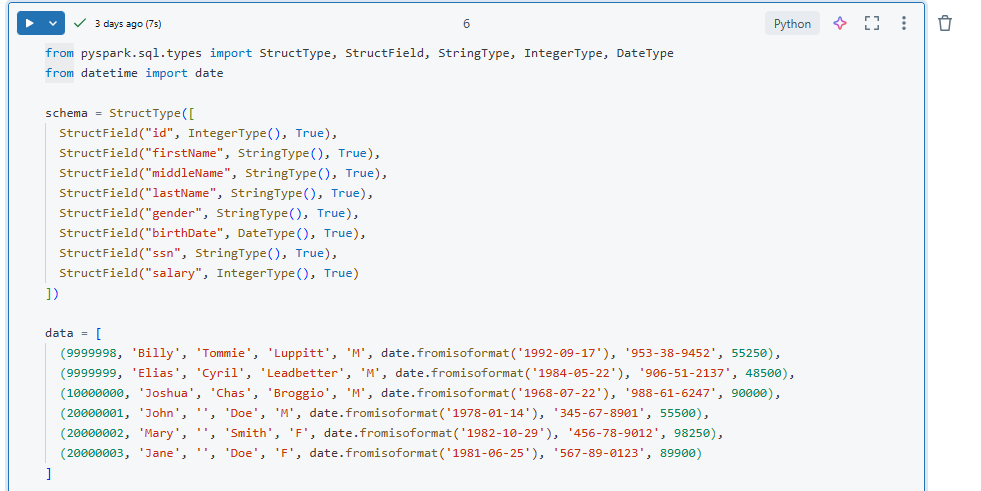 3 days ago (7s)
6
Python
from pyspark.sql.types import StructType, StructField, StringType, IntegerType, DateType
from datetime import date
schema = StructType([
StructField("id", IntegerType(), True),
StructField("firstName", StringType(), True),
StructField("middleName", StringType(), True),
StructField("lastName", StringType(), True),
StructField("gender", StringType(), True),
StructField("birthDate", DateType(), True),
StructField("ssn", StringType(), True),
StructField("salary", IntegerType(), True)
])
data = [
(9999998, 'Billy', 'Tommie', 'Luppitt', 'M', date.fromisoformat('1992-09-17'), '953-38-9452', 55250),
(9999999, 'Elias', 'Cyril', 'Leadbetter', 'M', date.fromisoformat('1984-05-22'), '906-51-2137', 48500),
(10000000, 'Joshua', 'Chas', 'Broggio', 'M', date.fromisoformat('1968-07-22'), '988-61-6247', 90000),
(20000001, 'John', '', 'Doe', 'M', date.fromisoformat('1978-01-14'), '345-67-8901', 55500),
(20000002, 'Mary', '', 'Smith', 'F', date.fromisoformat('1982-10-29'), '456-78-9012', 98250),
(20000003, 'Jane', '', 'Doe', 'F', date.fromisoformat('1981-06-25'), '567-89-0123', 89900)
]